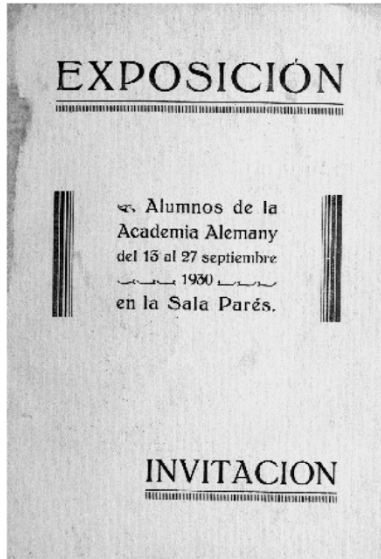 EXPOSICIÓN
Alumnos de la
Academia Alemany
del 13 al 27 septiembre
1930
en la Sala Parés.
INVITACION